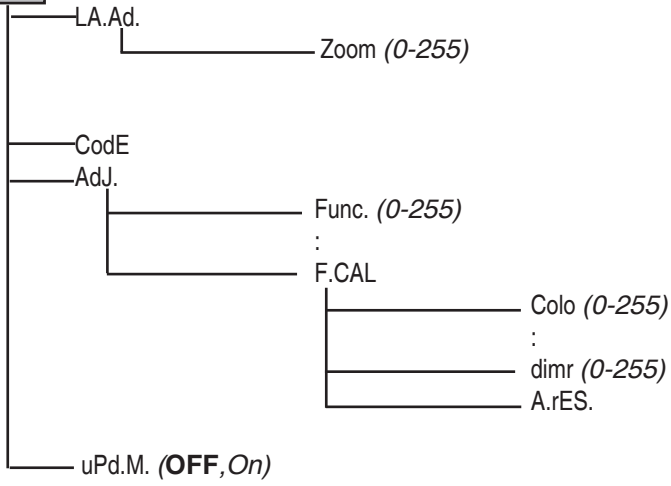 LA.Ad.
Zoom (0-255)
CodE
AdJ.
Func. (0-255)
:
F.CAL
Colo (0-255)
:
dimr (0-255)
A.rES.
uPd.M. (OFF,On)